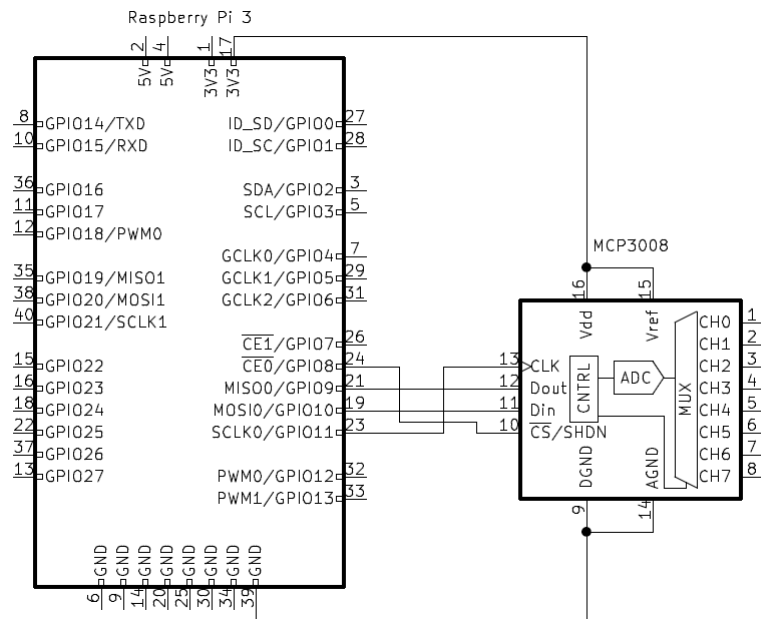 Raspberry Pi 3
2 4 1 17
5V 5V 3V3 3V3
8 GPIO14/TXD ID_SD/GPIO0 27
10 GPIO15/RXD ID_SC/GPIO1 28
36 GPIO16 SDA/GPIO2 3
11 GPIO17 SCL/GPIO3 5
12 GPIO18/PWM0
GCLK0/GPIO4 7
35 GPIO19/MISO1 GCLK1/GPIO5 29
38 GPIO20/MOSI1 GCLK2/GPIO6 31
40 GPIO21/SCLK1
CE1/GPIO7 26
15 GPIO22 CE0/GPIO8 24
16 GPIO23 MISO0/GPIO9 21
18 GPIO24 MOSI0/GPIO10 19
22 GPIO25 SCLK0/GPIO11 23
37 GPIO26
13 GPIO27 PWM0/GPIO12 32
PWM1/GPIO13 33
GND GND GND GND GND GND GND GND
6 9 14 20 25 30 34 39
MCP3008
16 15
Vdd Vref
13 CLK
12 Dout
11 Din
10 CS/SHDN
CNTRL
ADC
MUX
CH0 1
CH1 2
CH2 3
CH3 4
CH4 5
CH5 6
CH6 7
CH7 8
DGND AGND
9 14